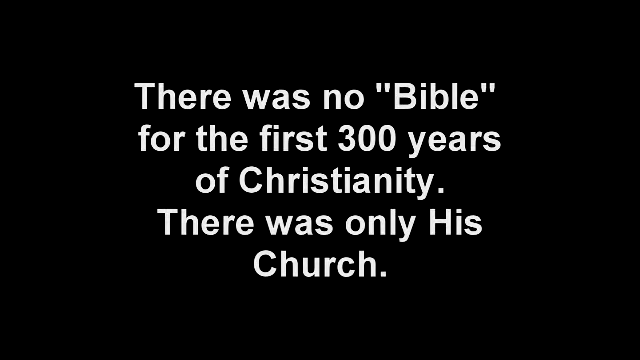 There was no "Bible"
for the first 300 years
of Christianity.
There was only His
Church.